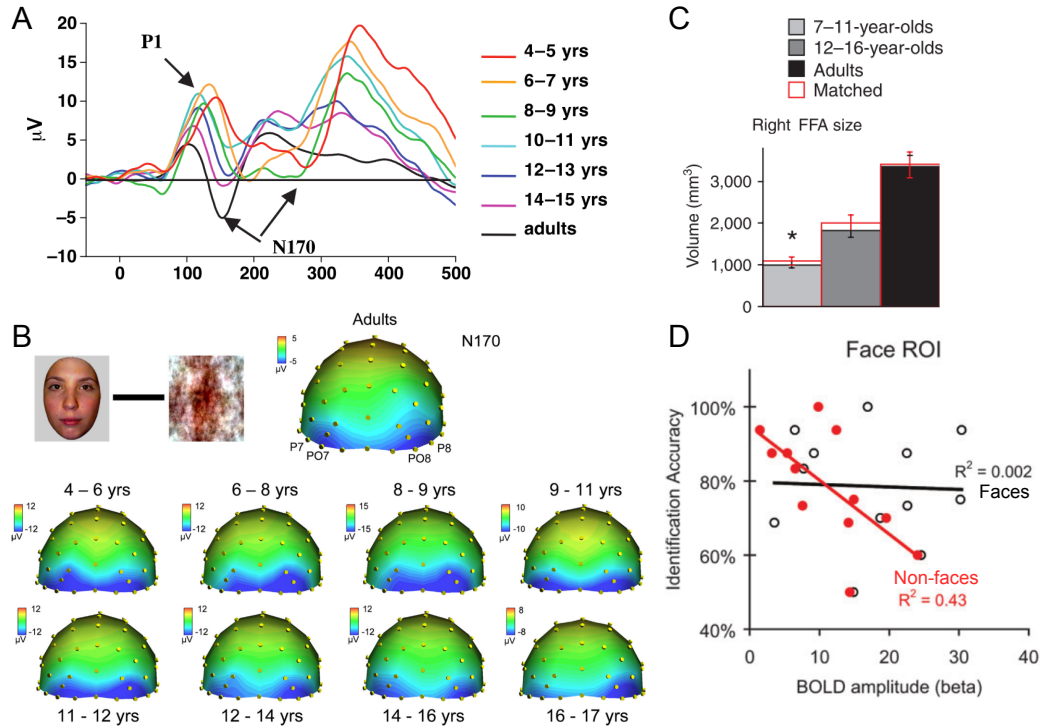 A
20
15
10
5
0
–5
–10
µV
P1
N170
–0
100
200
300
400
500
4–5 yrs
6–7 yrs
8–9 yrs
10–11 yrs
12–13 yrs
14–15 yrs
adults
C
7–11-year-olds
12–16-year-olds
Adults
Matched
Right FFA size
Volume (mm³)
3,000
2,000
1,000
0
*
B
Adults
N170
5
-5
µV
P7
PO7
PO8
P8
4 – 6 yrs
6 – 8 yrs
8 - 9 yrs
9 - 11 yrs
12
-12
µV
12
-12
µV
15
-15
µV
10
-10
µV
12
-12
µV
12
-12
µV
12
-12
µV
8
-8
µV
11 - 12 yrs
12 - 14 yrs
14 - 16 yrs
16 - 17 yrs
D
Face ROI
Identification Accuracy
100%
80%
60%
40%
R² = 0.002
Faces
Non-faces
R² = 0.43
0
10
20
30
40
BOLD amplitude (beta)